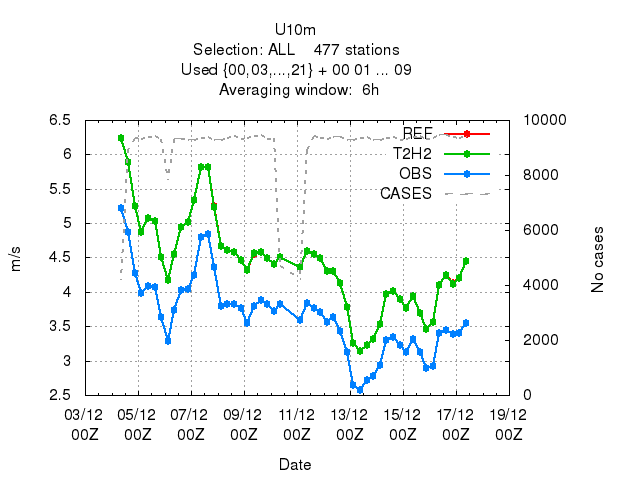 U10m
Selection: ALL    477 stations
Used {00,03,...,21} + 00 01 ... 09
Averaging window:  6h
6.5
6
5.5
5
4.5
4
3.5
3
2.5
m/s
10000
8000
6000
4000
2000
0
No cases
REF
T2H2
OBS
CASES
03/12 05/12 07/12 09/12 11/12 13/12 15/12 17/12 19/12
00Z 00Z 00Z 00Z 00Z 00Z 00Z 00Z 00Z
Date